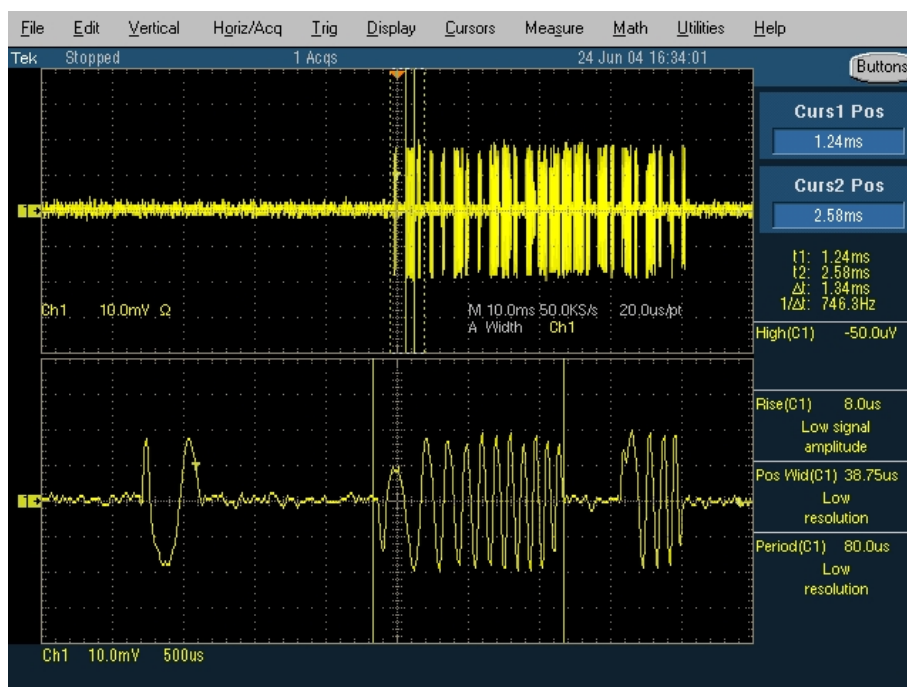 File Edit Vertical Horiz/Acq Trig Display Cursors Measure Math Utilities Help
Tek Stopped 1 Acqs 24 Jun 04 16:34:01
Buttons
Curs1 Pos
1.24ms
Curs2 Pos
2.58ms
t1: 1.24ms
t2: 2.58ms
Δt: 1.34ms
1/Δt: 746.3Hz
1
Ch1 10.0mV Ω
M 10.0ms 50.0KS/s 20.0us/pt
A Width Ch1
High(C1) -50.0uV
Rise(C1) 8.0us
Low signal
amplitude
Pos Wid(C1) 38.75us
Low
resolution
Period(C1) 80.0us
Low
resolution
1
Ch1 10.0mV 500us